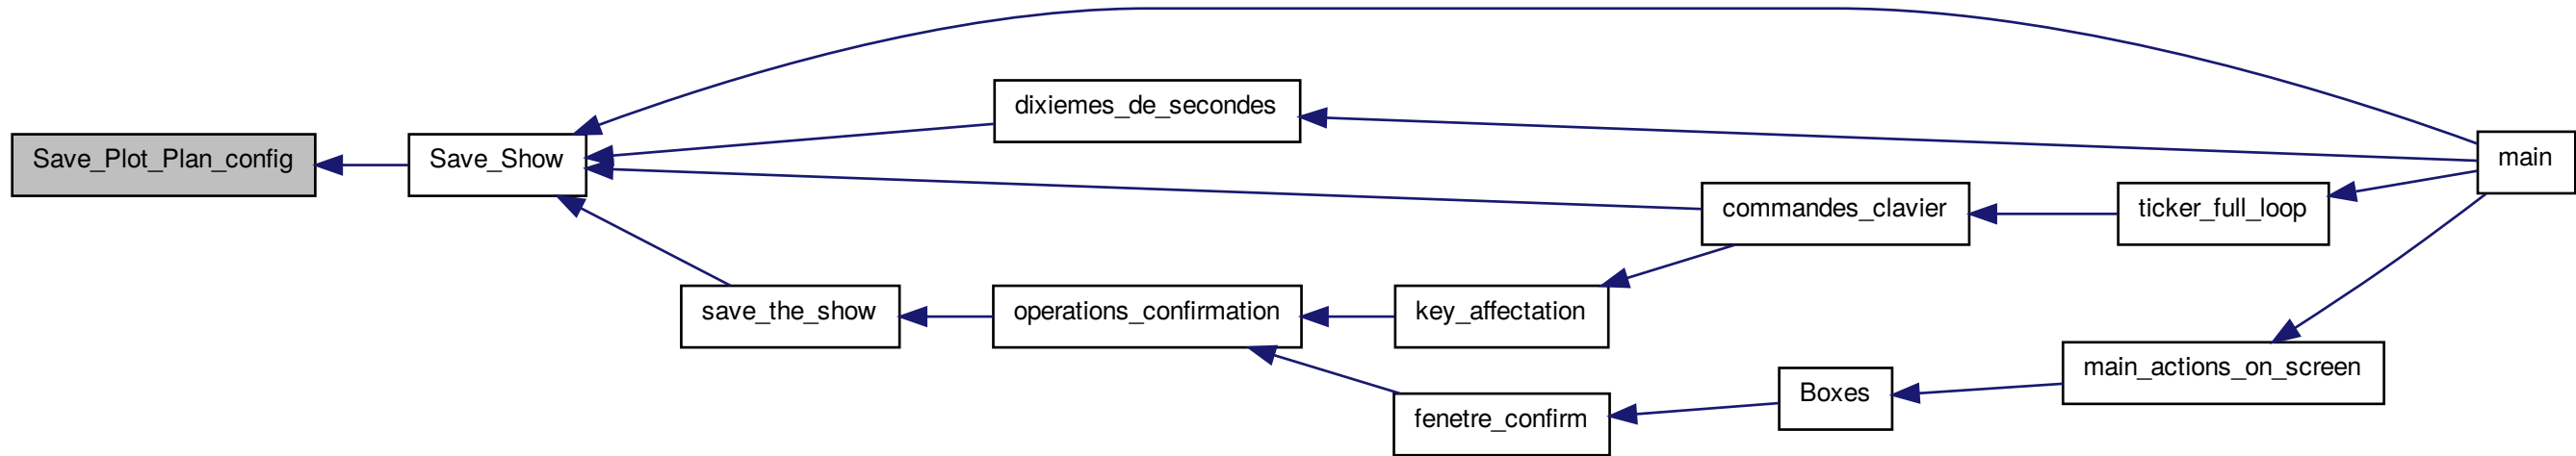 Save_Plot_Plan_config
Save_Show
dixiemes_de_secondes
main
commandes_clavier
ticker_full_loop
save_the_show
operations_confirmation
key_affectation
main_actions_on_screen
Boxes
fenetre_confirm